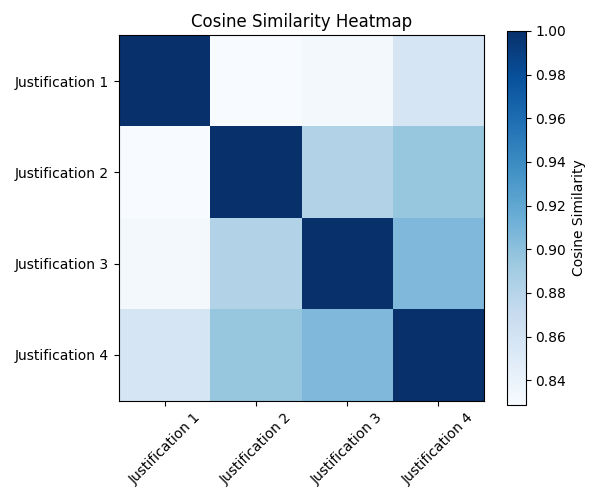 Cosine Similarity Heatmap
Justification 1
Justification 2
Justification 3
Justification 4
Justification 1
Justification 2
Justification 3
Justification 4
1.00
0.98
0.96
0.94
0.92
0.90
0.88
0.86
0.84
Cosine Similarity